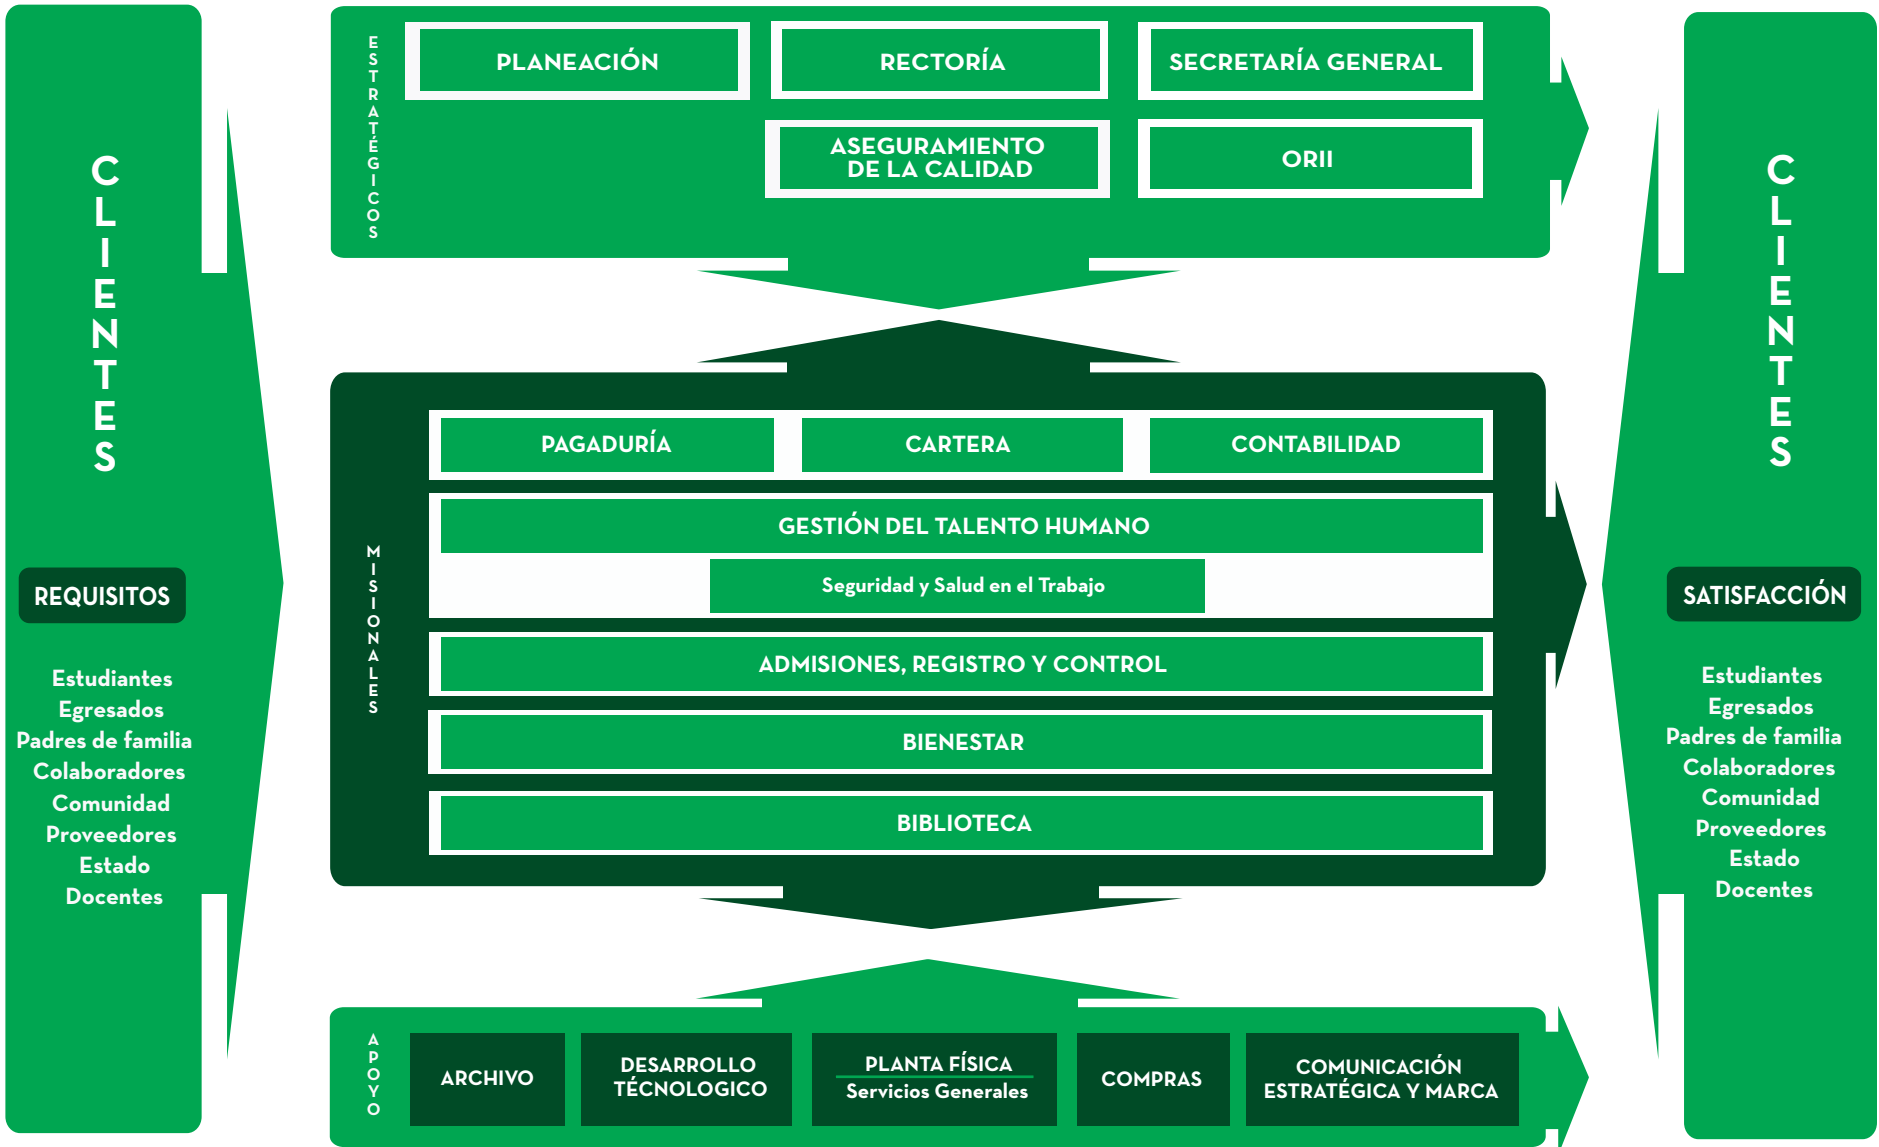 CLIENTES
REQUISITOS
Estudiantes
Egresados
Padres de familia
Colaboradores
Comunidad
Proveedores
Estado
Docentes
ESTRATÉGICOS
PLANEACIÓN
RECTORÍA
SECRETARÍA GENERAL
ASEGURAMIENTO
DE LA CALIDAD
ORII
MISIONALES
PAGADURÍA
CARTERA
CONTABILIDAD
GESTIÓN DEL TALENTO HUMANO
Seguridad y Salud en el Trabajo
ADMISIONES, REGISTRO Y CONTROL
BIENESTAR
BIBLIOTECA
APOYO
ARCHIVO
DESARROLLO
TÉCNOLOGICO
PLANTA FÍSICA
Servicios Generales
COMPRAS
COMUNICACIÓN
ESTRATÉGICA Y MARCA
CLIENTES
SATISFACCIÓN
Estudiantes
Egresados
Padres de familia
Colaboradores
Comunidad
Proveedores
Estado
Docentes